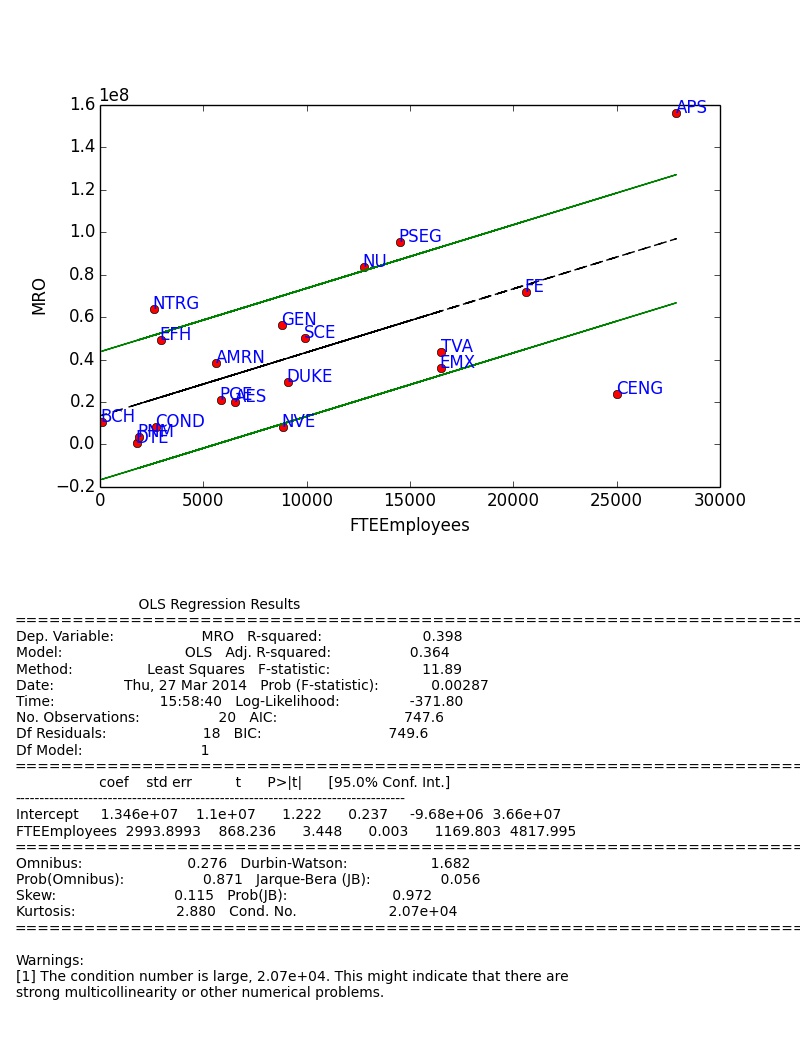 1e8
1.6
1.4
1.2
1.0
0.8
0.6
0.4
0.2
0.0
−0.2
MRO
APS
PSEG
NU
FE
NTRG
GEN
SCE
EFH
TVA
AMRN
EMX
DUKE
CENG
PGE
AES
BCH
COND
NVE
PNM
DTE
0 5000 10000 15000 20000 25000 30000
FTEEmployees
OLS Regression Results
==============================================================================
Dep. Variable: MRO R-squared: 0.398
Model: OLS Adj. R-squared: 0.364
Method: Least Squares F-statistic: 11.89
Date: Thu, 27 Mar 2014 Prob (F-statistic): 0.00287
Time: 15:58:40 Log-Likelihood: -371.80
No. Observations: 20 AIC: 747.6
Df Residuals: 18 BIC: 749.6
Df Model: 1
==============================================================================
coef std err t P>|t| [95.0% Conf. Int.]
------------------------------------------------------------------------------
Intercept 1.346e+07 1.1e+07 1.222 0.237 -9.68e+06 3.66e+07
FTEEmployees 2993.8993 868.236 3.448 0.003 1169.803 4817.995
==============================================================================
Omnibus: 0.276 Durbin-Watson: 1.682
Prob(Omnibus): 0.871 Jarque-Bera (JB): 0.056
Skew: 0.115 Prob(JB): 0.972
Kurtosis: 2.880 Cond. No. 2.07e+04
==============================================================================
Warnings:
[1] The condition number is large, 2.07e+04. This might indicate that there are
strong multicollinearity or other numerical problems.